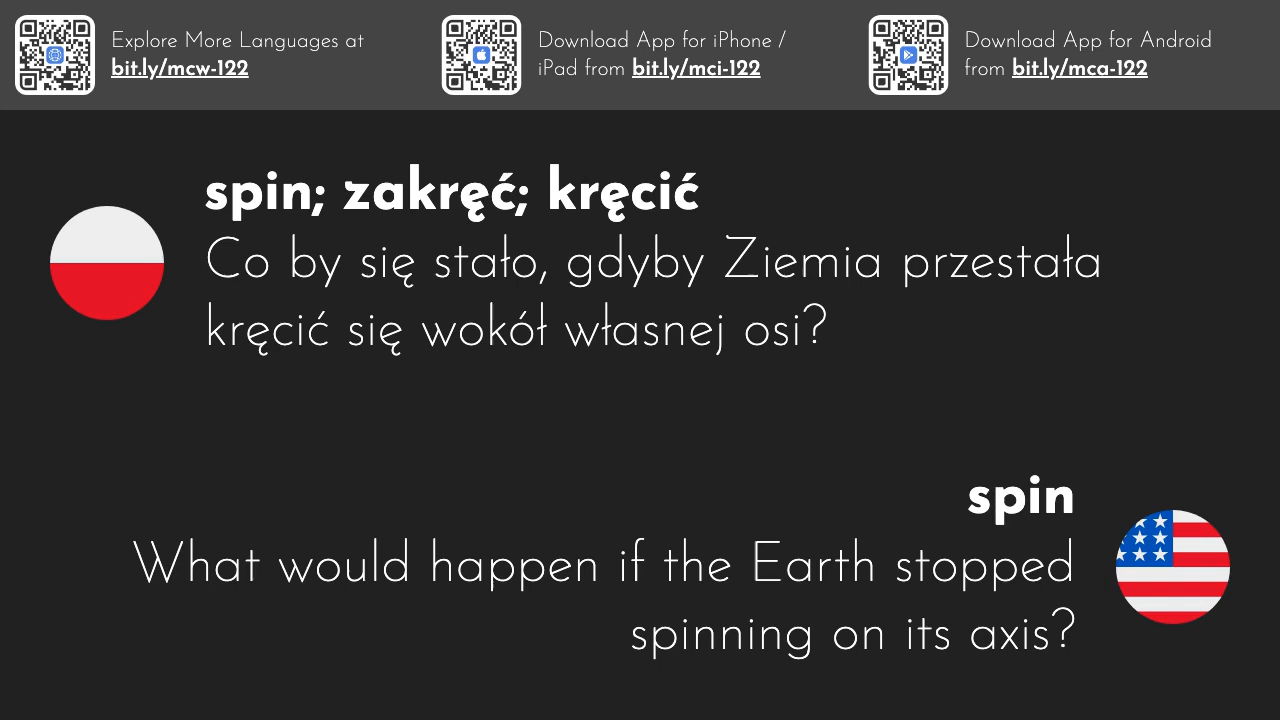 Explore More Languages at
bit.ly/mcw-122
Download App for iPhone /
iPad from bit.ly/mci-122
Download App for Android
from bit.ly/mca-122
spin; zakręć; kręcić
Co by się stało, gdyby Ziemia przestała
kręcić się wokół własnej osi?
spin
What would happen if the Earth stopped
spinning on its axis?